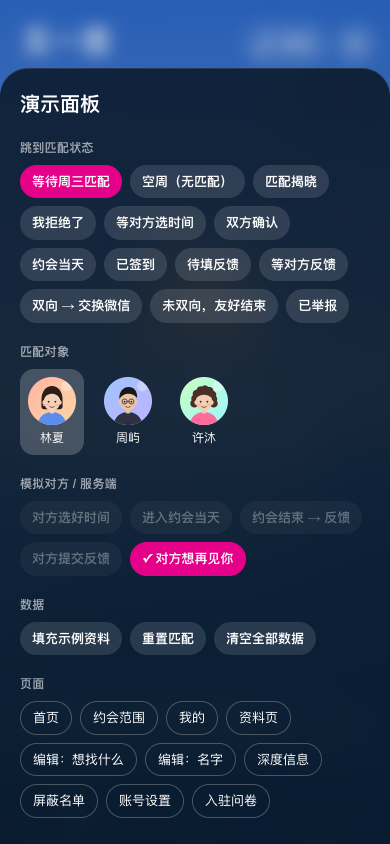 演示面板
跳到匹配状态
等待周三匹配 空周（无匹配） 匹配揭晓
我拒绝了 等对方选时间 双方确认
约会当天 已签到 待填反馈 等对方反馈
双向 → 交换微信 未双向，友好结束 已举报
匹配对象
林夏 周屿 许沐
模拟对方 / 服务端
对方选好时间 进入约会当天 约会结束 → 反馈
对方提交反馈 ✓ 对方想再见你
数据
填充示例资料 重置匹配 清空全部数据
页面
首页 约会范围 我的 资料页
编辑：想找什么 编辑：名字 深度信息
屏蔽名单 账号设置 入驻问卷